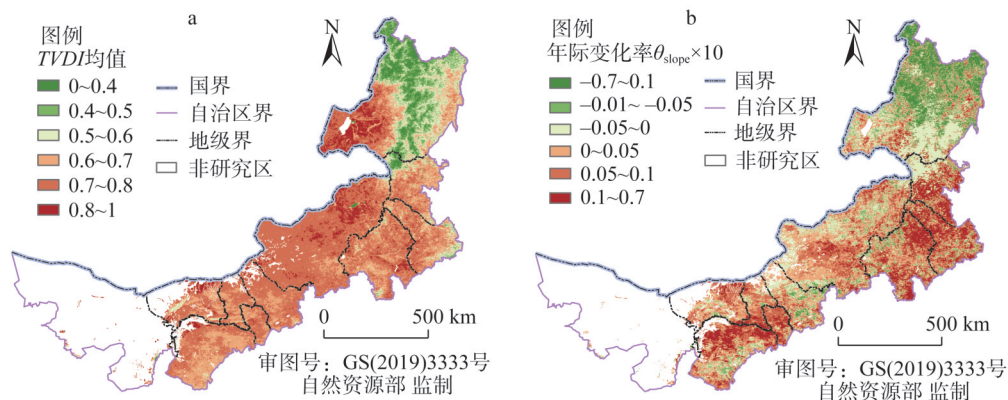 a
图例
TVDI均值
0~0.4
0.4~0.5
0.5~0.6
0.6~0.7
0.7~0.8
0.8~1
国界
自治区界
地级界
非研究区
N
0 500 km
审图号：GS(2019)3333号
自然资源部 监制
b
图例
年际变化率θslope×10
−0.7~0.1
−0.01~ −0.05
−0.05~0
0~0.05
0.05~0.1
0.1~0.7
国界
自治区界
地级界
非研究区
N
0 500 km
审图号：GS(2019)3333号
自然资源部 监制